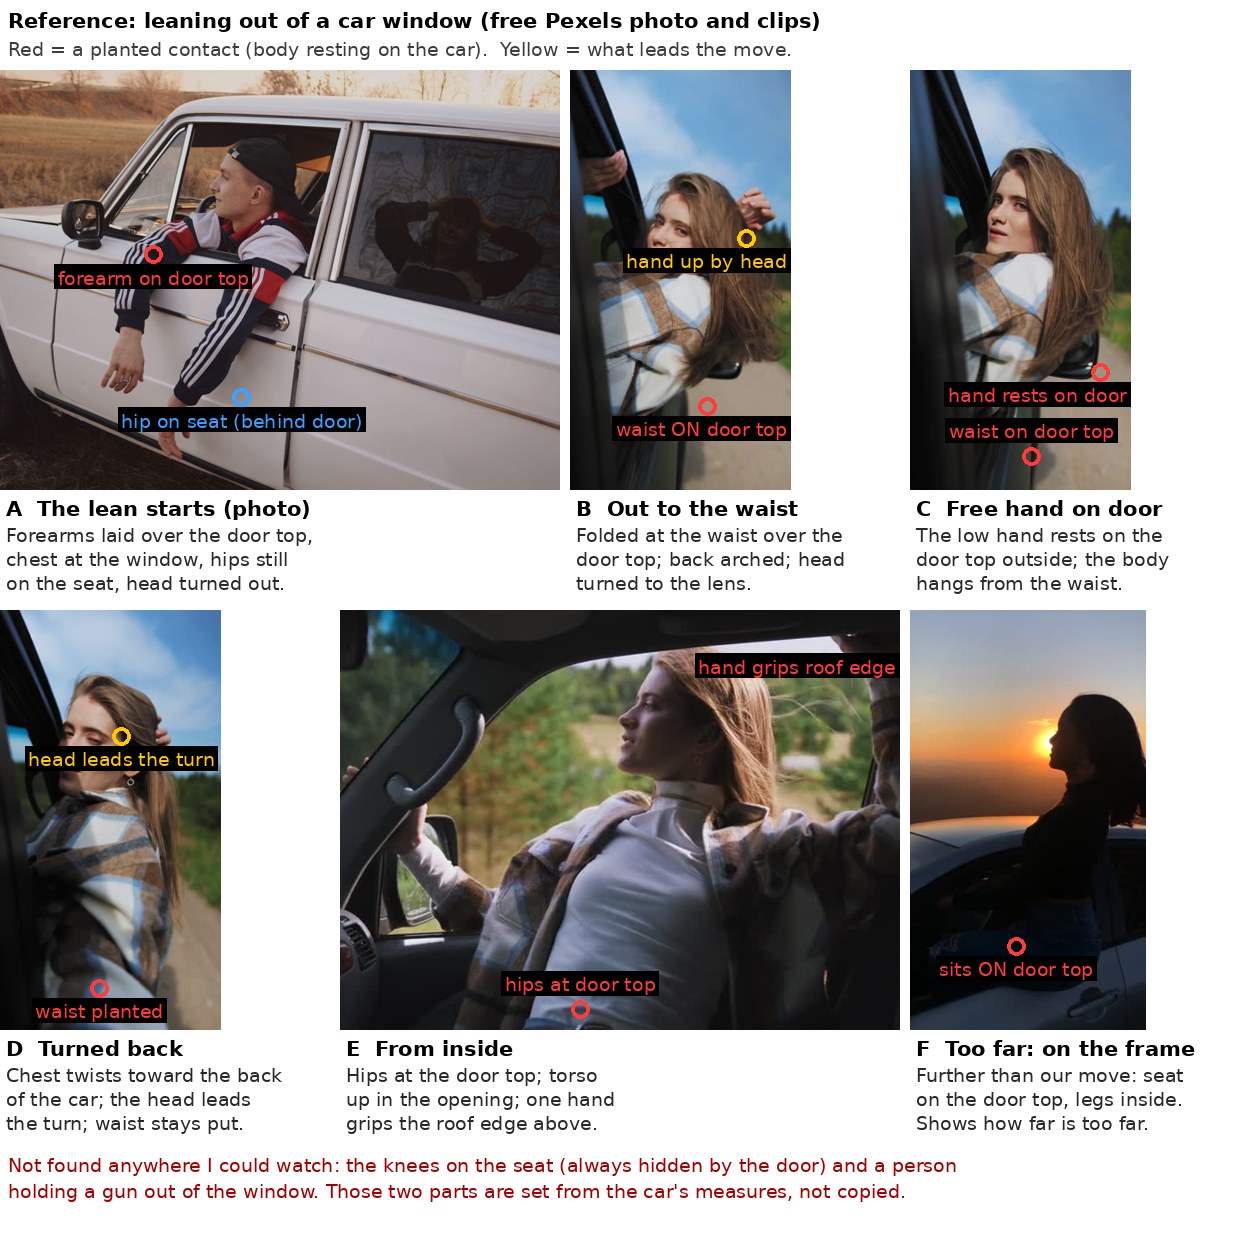 Reference: leaning out of a car window (free Pexels photo and clips)
Red = a planted contact (body resting on the car).  Yellow = what leads the move.
forearm on door top
hip on seat (behind door)
hand up by head
waist ON door top
hand rests on door
waist on door top
A  The lean starts (photo)
Forearms laid over the door top,
chest at the window, hips still
on the seat, head turned out.
B  Out to the waist
Folded at the waist over the
door top; back arched; head
turned to the lens.
C  Free hand on door
The low hand rests on the
door top outside; the body
hangs from the waist.
head leads the turn
waist planted
hand grips roof edge
hips at door top
sits ON door top
D  Turned back
Chest twists toward the back
of the car; the head leads
the turn; waist stays put.
E  From inside
Hips at the door top; torso
up in the opening; one hand
grips the roof edge above.
F  Too far: on the frame
Further than our move: seat
on the door top, legs inside.
Shows how far is too far.
Not found anywhere I could watch: the knees on the seat (always hidden by the door) and a person
holding a gun out of the window. Those two parts are set from the car's measures, not copied.